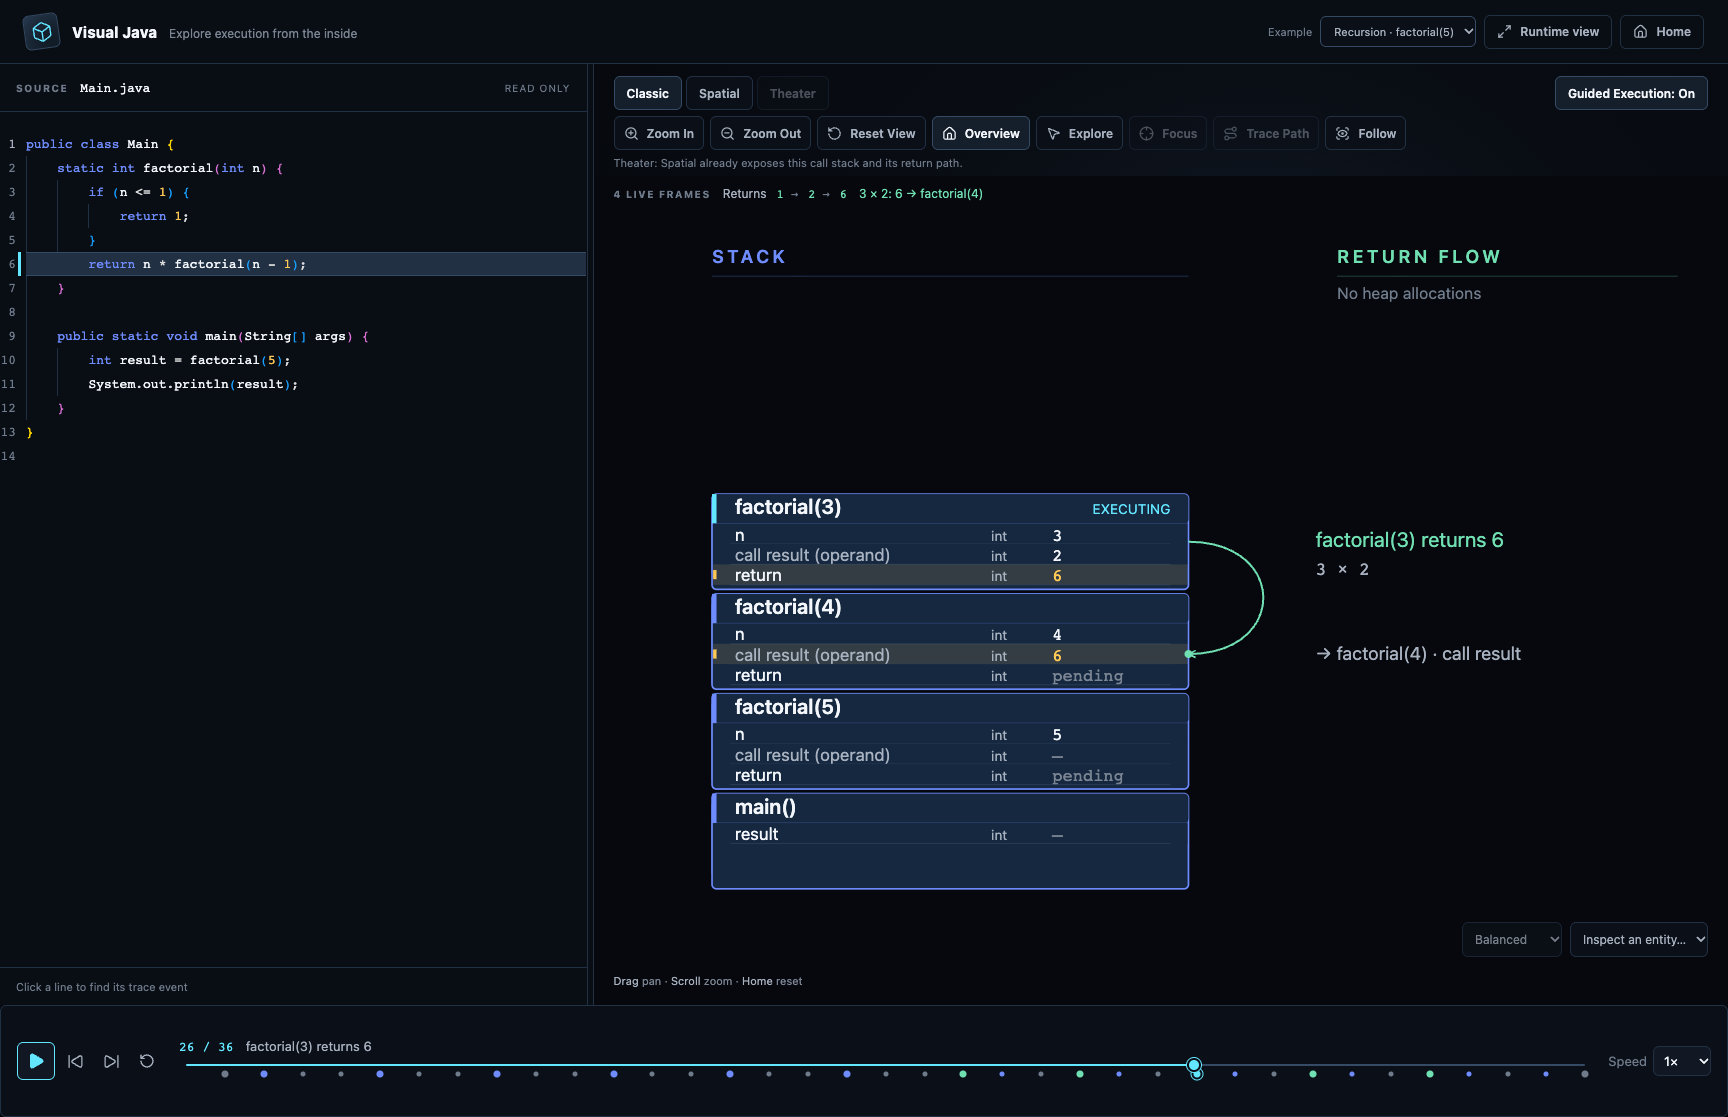 Visual Java Explore execution from the inside
Example Recursion · factorial(5) Runtime view Home
SOURCE Main.java READ ONLY
1 public class Main {
2 static int factorial(int n) {
3 if (n <= 1) {
4 return 1;
5 }
6 return n * factorial(n - 1);
7 }
8
9 public static void main(String[] args) {
10 int result = factorial(5);
11 System.out.println(result);
12 }
13 }
14
Click a line to find its trace event
Classic Spatial Theater Guided Execution: On
Zoom In Zoom Out Reset View Overview Explore Focus Trace Path Follow
Theater: Spatial already exposes this call stack and its return path.
4 LIVE FRAMES Returns 1 → 2 → 6 3 × 2: 6 → factorial(4)
STACK
factorial(3) EXECUTING
n int 3
call result (operand) int 2
return int 6
factorial(4)
n int 4
call result (operand) int 6
return int pending
factorial(5)
n int 5
call result (operand) int —
return int pending
main()
result int —
RETURN FLOW
No heap allocations
factorial(3) returns 6
3 × 2
→ factorial(4) · call result
Balanced Inspect an entity...
Drag pan · Scroll zoom · Home reset
26 / 36 factorial(3) returns 6
Speed 1×